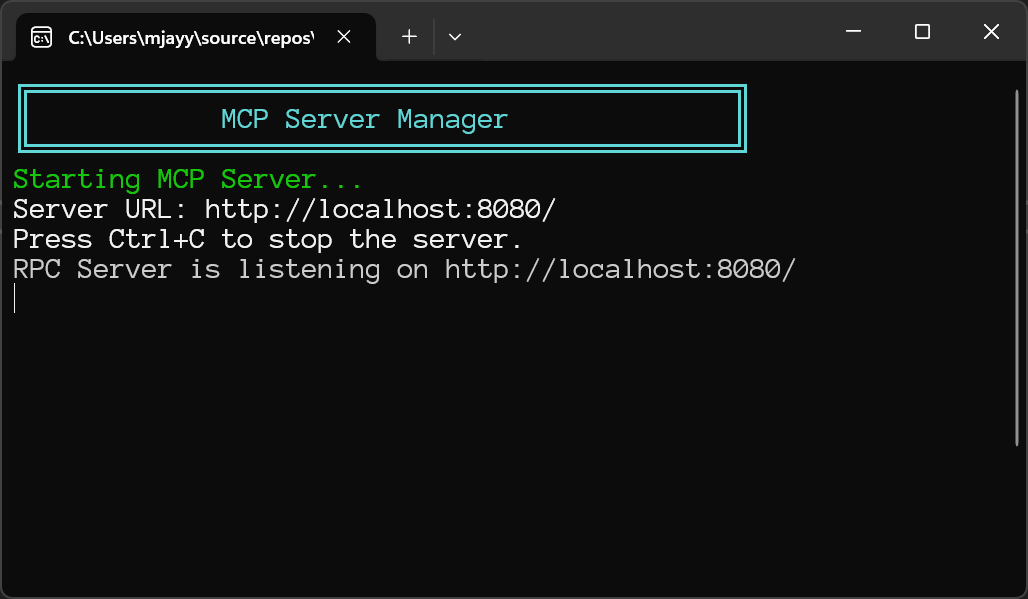 C:\Users\mjayy\source\repos\
MCP Server Manager
Starting MCP Server...
Server URL: http://localhost:8080/
Press Ctrl+C to stop the server.
RPC Server is listening on http://localhost:8080/